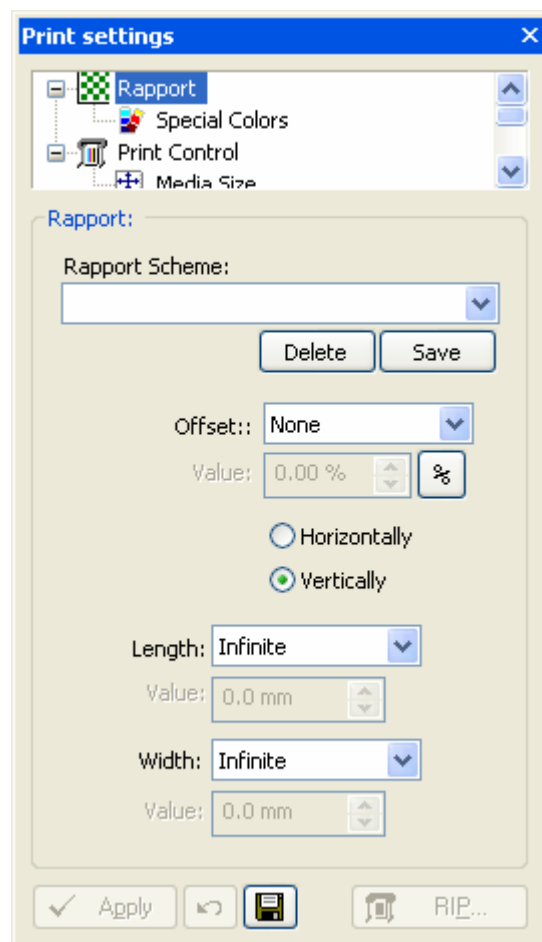 Print settings
Rapport
Special Colors
Print Control
Media Size
Rapport:
Rapport Scheme:
Delete Save
Offset:: None
Value: 0.00 % %
Horizontally
Vertically
Length: Infinite
Value: 0.0 mm
Width: Infinite
Value: 0.0 mm
Apply RIP...